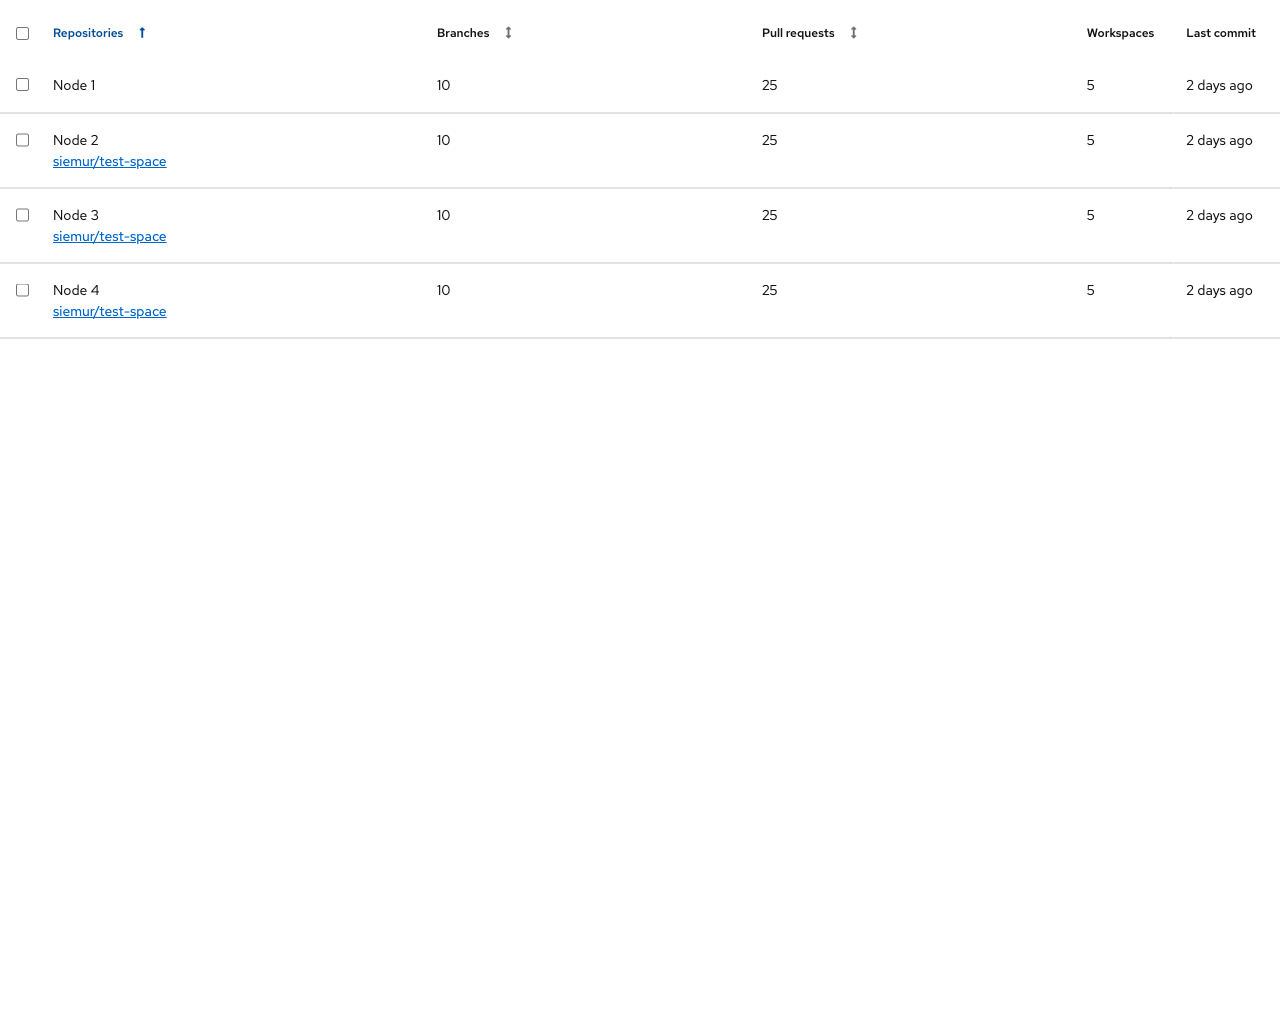 Repositories Branches Pull requests Workspaces Last commit
Node 1 10 25 5 2 days ago
Node 2 10 25 5 2 days ago
siemur/test-space
Node 3 10 25 5 2 days ago
siemur/test-space
Node 4 10 25 5 2 days ago
siemur/test-space